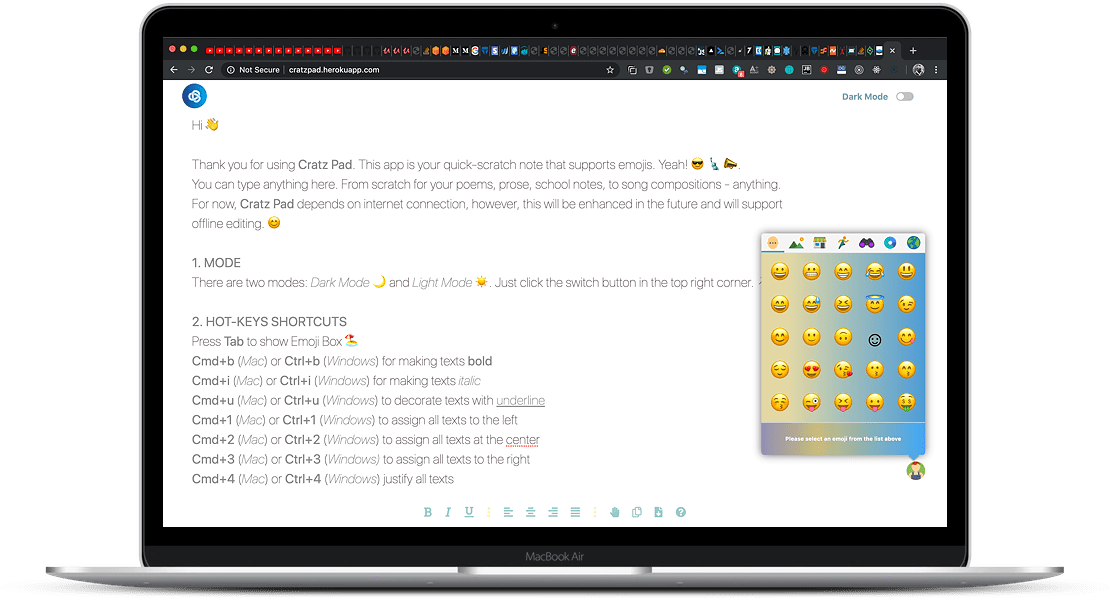 Not Secure | cratzpad.herokuapp.com
Dark Mode
Hi 👋
Thank you for using Cratz Pad. This app is your quick-scratch note that supports emojis. Yeah! 😎 🗽 📣.
You can type anything here. From scratch for your poems, prose, school notes, to song compositions - anything.
For now, Cratz Pad depends on internet connection, however, this will be enhanced in the future and will support
offline editing. 😊
1. MODE
There are two modes: Dark Mode 🌙 and Light Mode ☀️. Just click the switch button in the top right corner.
2. HOT-KEYS SHORTCUTS
Press Tab to show Emoji Box 🏖
Cmd+b (Mac) or Ctrl+b (Windows) for making texts bold
Cmd+i (Mac) or Ctrl+i (Windows) for making texts italic
Cmd+u (Mac) or Ctrl+u (Windows) to decorate texts with underline
Cmd+1 (Mac) or Ctrl+1 (Windows) to assign all texts to the left
Cmd+2 (Mac) or Ctrl+2 (Windows) to assign all texts at the center
Cmd+3 (Mac) or Ctrl+3 (Windows) to assign all texts to the right
Cmd+4 (Mac) or Ctrl+4 (Windows) justify all texts
Please select an emoji from the list above
B I U
MacBook Air